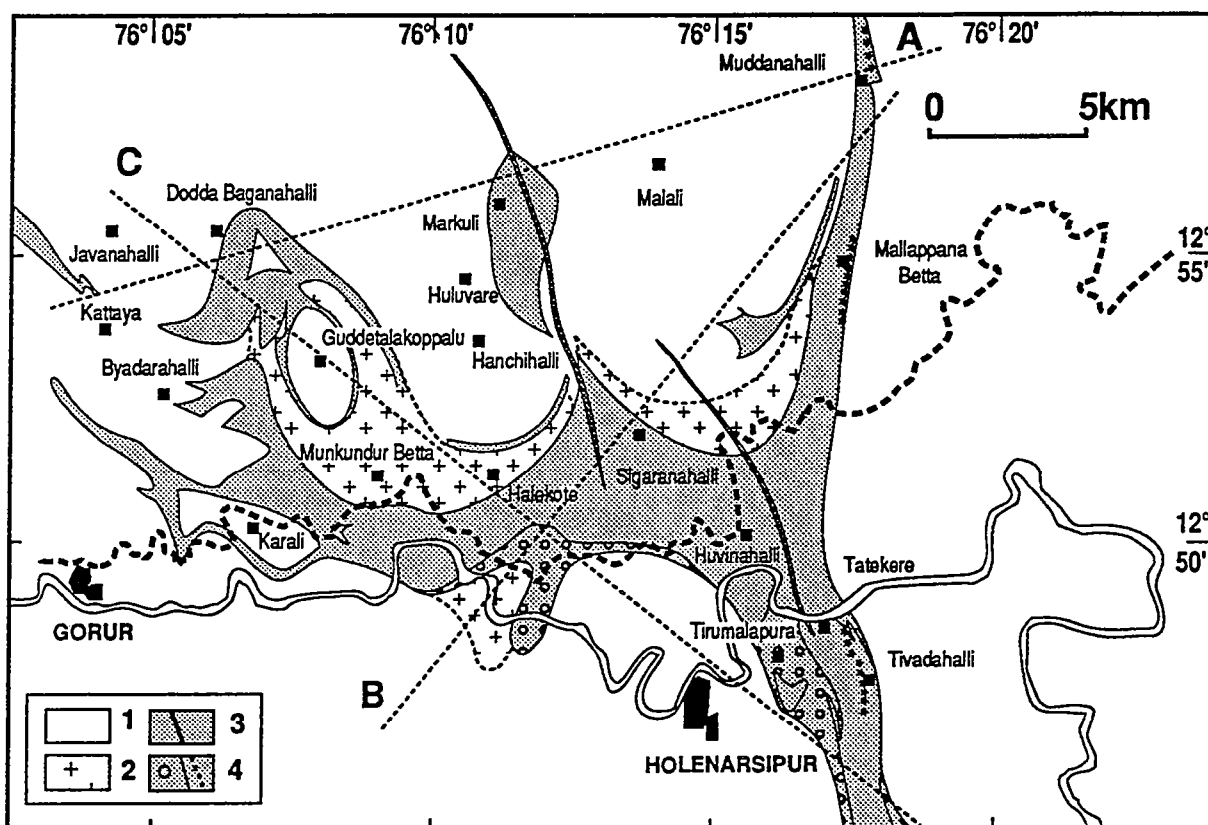 76° 05'
76° 10'
76° 15'
76° 20'
A
Muddanahalli
0 5km
C
Dodda Baganahalli
Malali
Markuli
Javanahalli
Mallappana
Betta
12°
55'
Huluvare
Kattaya
Guddetalakoppalu
Hanchihalli
Byadarahalli
Munkundur Betta
Sigaranahalli
Halekote
12°
50'
Karali
Huvinahalli
Tatekere
GORUR
Tirumalapura
Tivadahalli
B
HOLENARSIPUR
1
3
2
4